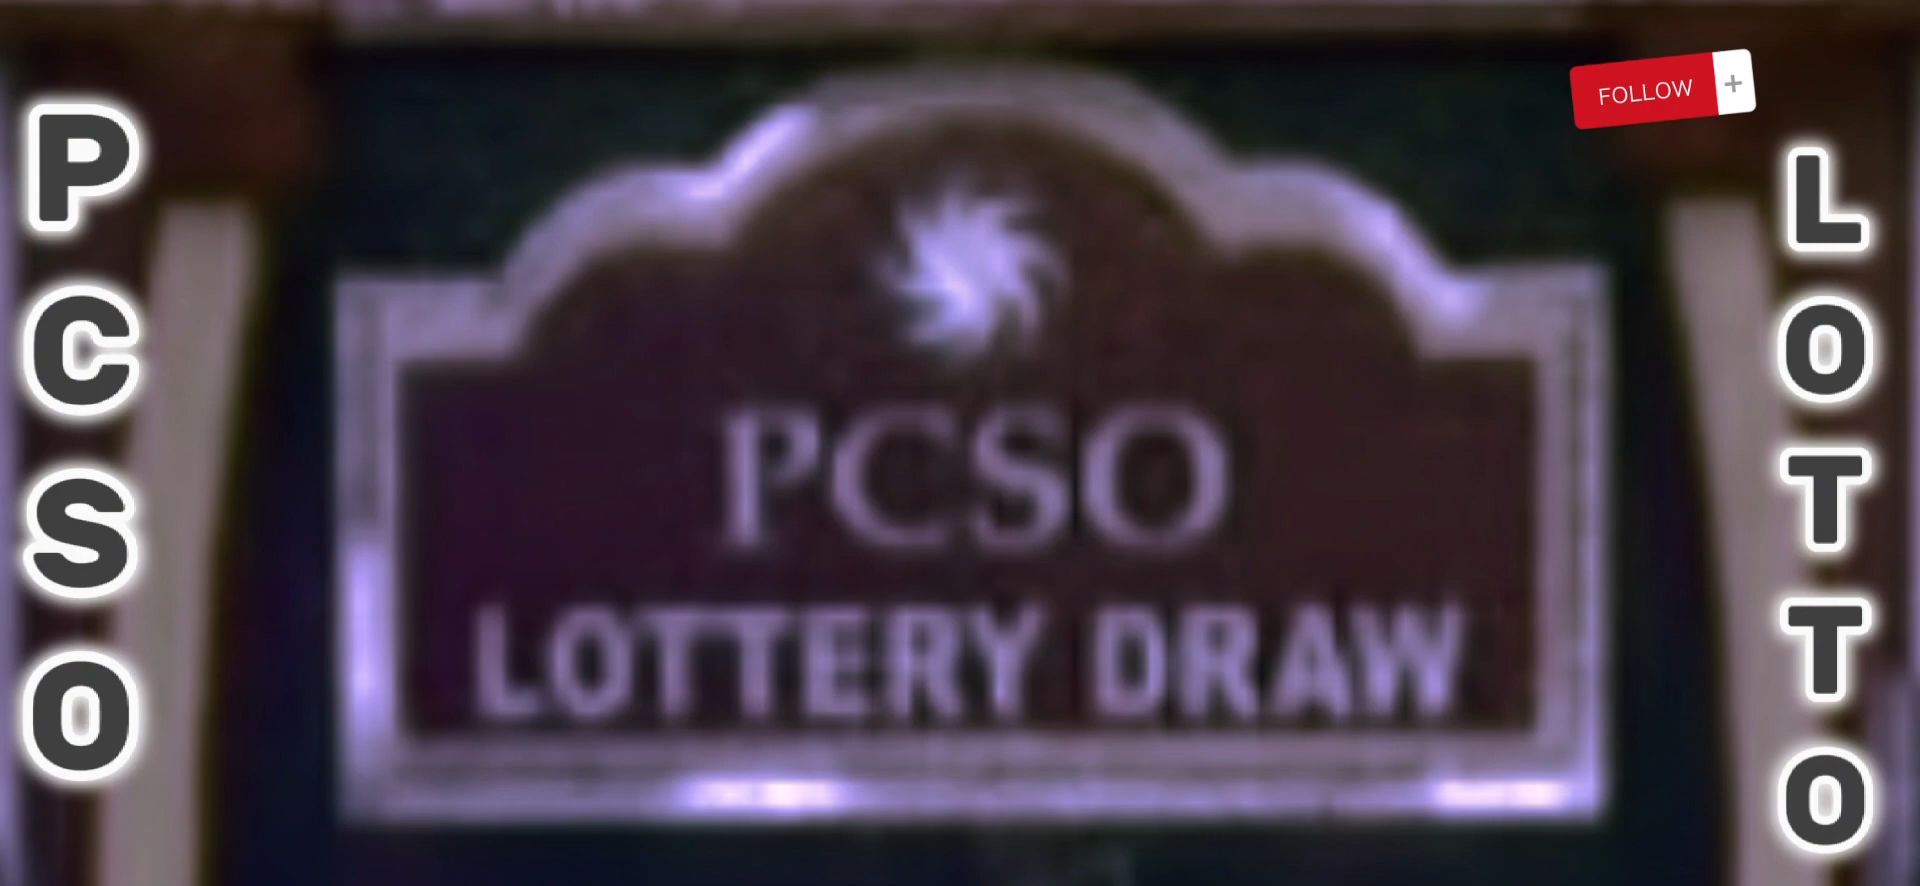 PCSO
FOLLOW +
LOTTO
PCSO
LOTTERY DRAW